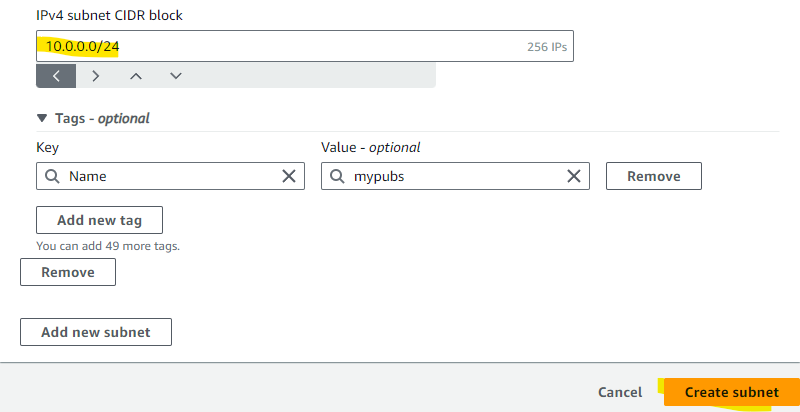 IPv4 subnet CIDR block
10.0.0.0/24 256 IPs
Tags - optional
Key Value - optional
Name mypubs Remove
Add new tag
You can add 49 more tags.
Remove
Add new subnet
Cancel Create subnet